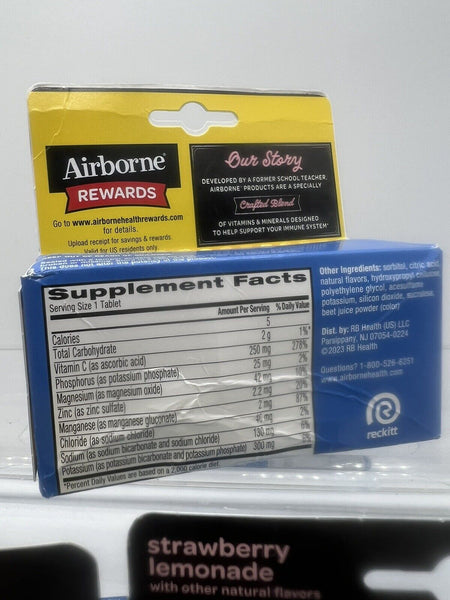 Airborne®
REWARDS
Go to www.airbornehealthrewards.com
for details.
Upload receipt for savings & rewards
Valid for US residents only.
Our Story
DEVELOPED BY A FORMER SCHOOL TEACHER,
AIRBORNE® PRODUCTS ARE A SPECIALLY
Crafted Blend
OF VITAMINS & MINERALS DESIGNED
TO HELP SUPPORT YOUR IMMUNE SYSTEM*
Supplement Facts
Serving Size 1 Tablet
Amount Per Serving % Daily Value
Calories 5
Total Carbohydrate 2 g 1%*
Vitamin C (as ascorbic acid) 250 mg 278%
Phosphorus (as potassium phosphate) 25 mg 2%
Magnesium (as magnesium oxide) 42 mg 10%
Zinc (as zinc sulfate) 2.2 mg 20%
Manganese (as manganese gluconate) 2 mg 87%
Chloride (as sodium chloride) 2%
Sodium (as sodium bicarbonate and sodium chloride) 130 mg 6%
Potassium (as potassium bicarbonate and potassium phosphate) 300 mg 6%
*Percent Daily Values are based on a 2,000 calorie diet.
Other Ingredients: sorbitol, citric acid,
natural flavors, hydroxypropyl cellulose,
polyethylene glycol, acesulfame
potassium, silicon dioxide, sucralose,
beet juice powder (color)
Dist. by: RB Health (US) LLC
Parsippany, NJ 07054-0224
©2023 RB Health
Questions? 1-800-526-6251
www.airbornehealth.com
reckitt
strawberry
lemonade
with other natural flavors